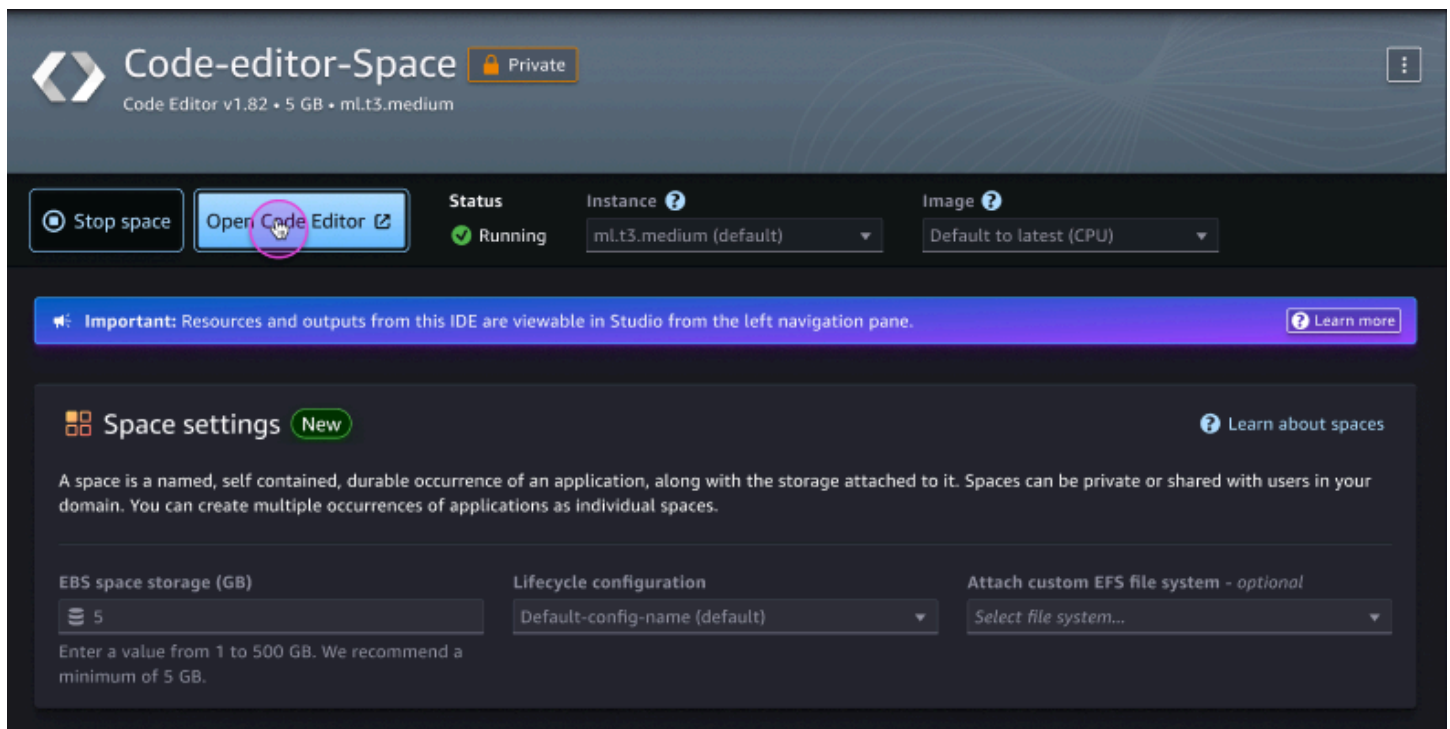 Code-editor-Space Private
Code Editor v1.82 • 5 GB • ml.t3.medium
Stop space
Open Code Editor
Status
Running
Instance ?
ml.t3.medium (default)
Image ?
Default to latest (CPU)
Important: Resources and outputs from this IDE are viewable in Studio from the left navigation pane.
? Learn more
Space settings New
? Learn about spaces
A space is a named, self contained, durable occurrence of an application, along with the storage attached to it. Spaces can be private or shared with users in your
domain. You can create multiple occurrences of applications as individual spaces.
EBS space storage (GB)
5
Enter a value from 1 to 500 GB. We recommend a
minimum of 5 GB.
Lifecycle configuration
Default-config-name (default)
Attach custom EFS file system - optional
Select file system...